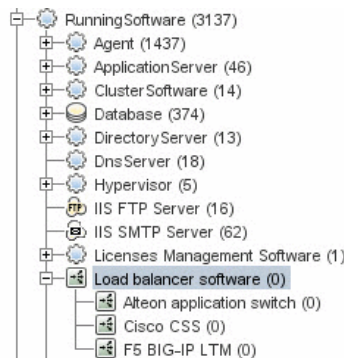 RunningSoftware (3137)
Agent (1437)
ApplicationServer (46)
ClusterSoftware (14)
Database (374)
DirectoryServer (13)
DnsServer (18)
Hypervisor (5)
FTP IIS FTP Server (16)
IIS SMTP Server (62)
Licenses Management Software (1)
Load balancer software (0)
Alteon application switch (0)
Cisco CSS (0)
F5 BIG-IP LTM (0)